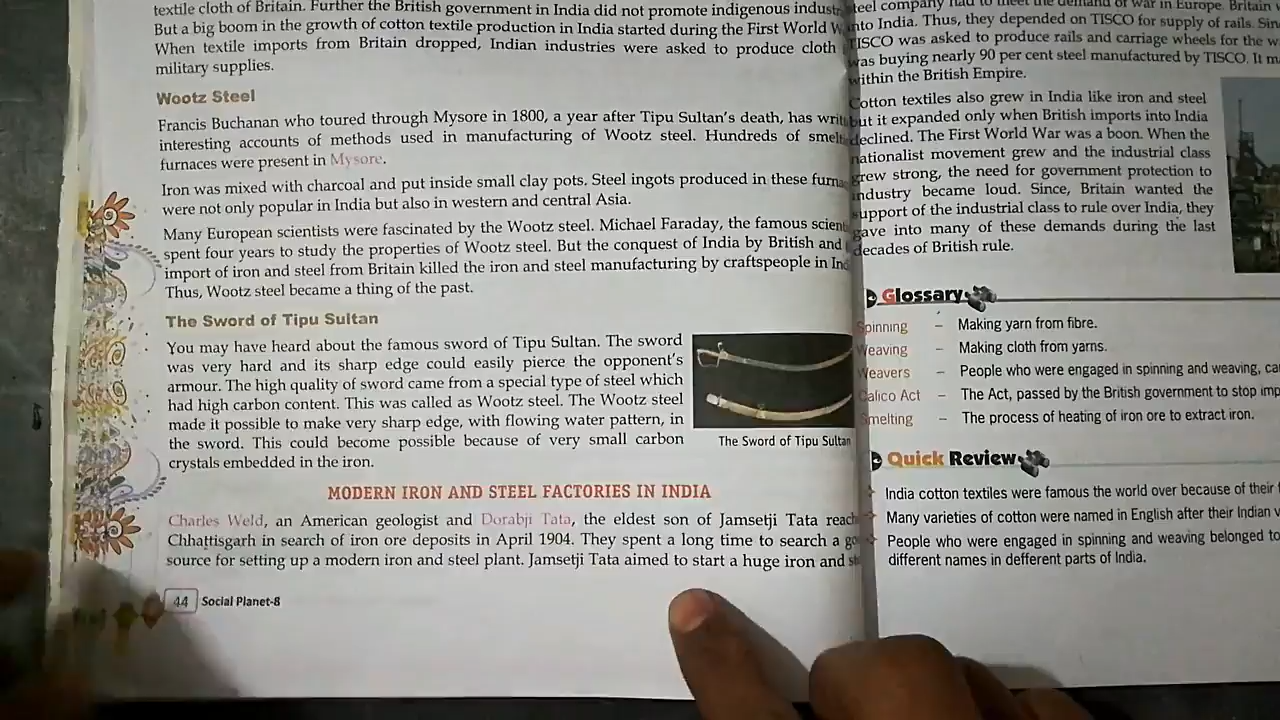 textile cloth of Britain. Further the British government in India did not promote indigenous
But a big boom in the growth of cotton textile production in India started during the First World
When textile imports from Britain dropped, Indian industries were asked to produce cloth
military supplies.
Wootz Steel
Francis Buchanan who toured through Mysore in 1800, a year after Tipu Sultan's death, has
interesting accounts of methods used in manufacturing of Wootz steel. Hundreds of
furnaces were present in Mysore.
Iron was mixed with charcoal and put inside small clay pots. Steel ingots produced in these
were not only popular in India but also in western and central Asia.
Many European scientists were fascinated by the Wootz steel. Michael Faraday, the famous
spent four years to study the properties of Wootz steel. But the conquest of India by British and
import of iron and steel from Britain killed the iron and steel manufacturing by craftspeople in
Thus, Wootz steel became a thing of the past.
The Sword of Tipu Sultan
You may have heard about the famous sword of Tipu Sultan. The sword
was very hard and its sharp edge could easily pierce the opponent's
armour. The high quality of sword came from a special type of steel which
had high carbon content. This was called as Wootz steel. The Wootz steel
made it possible to make very sharp edge, with flowing water pattern, in
the sword. This could become possible because of very small carbon
crystals embedded in the iron.
The Sword of Tipu Sultan
MODERN IRON AND STEEL FACTORIES IN INDIA
Charles Weld, an American geologist and Dorabji Tata, the eldest son of Jamsetji Tata
Chhattisgarh in search of iron ore deposits in April 1904. They spent a long time to search a
source for setting up a modern iron and steel plant. Jamsetji Tata aimed to start a huge iron and
44 Social Planet-8
steel company had to meet the demand of war in Europe. Britain
into India. Thus, they depended on TISCO for supply of rails.
TISCO was asked to produce rails and carriage wheels for the
was buying nearly 90 per cent steel manufactured by TISCO. It
within the British Empire.
Cotton textiles also grew in India like iron and steel
but it expanded only when British imports into India
declined. The First World War was a boon. When the
nationalist movement grew and the industrial class
grew strong, the need for government protection to
industry became loud. Since, Britain wanted the
support of the industrial class to rule over India, they
gave into many of these demands during the last
decades of British rule.
Glossary
Spinning – Making yarn from fibre.
Weaving – Making cloth from yarns.
Weavers – People who were engaged in spinning and weaving,
Calico Act – The Act, passed by the British government to stop
Smelting – The process of heating of iron ore to extract iron.
Quick Review
India cotton textiles were famous the world over because of their
Many varieties of cotton were named in English after their Indian
People who were engaged in spinning and weaving belonged to
different names in defferent parts of India.